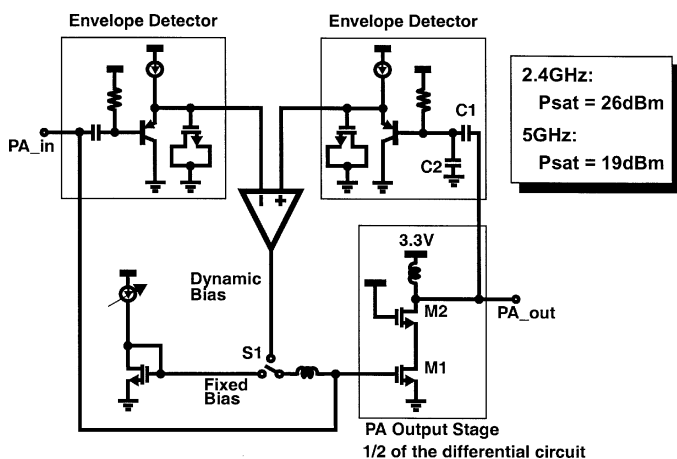 Envelope Detector
Envelope Detector
2.4GHz:
Psat = 26dBm
5GHz:
Psat = 19dBm
PA_in
C1
C2
− +
3.3V
Dynamic
Bias
M2
PA_out
S1
M1
Fixed
Bias
PA Output Stage
1/2 of the differential circuit